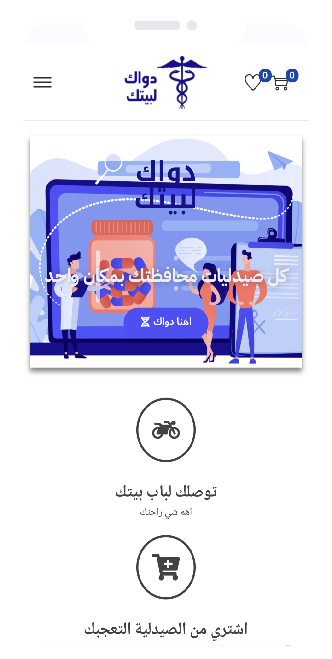 دواك
لبيتك
0
0
دواك
لبيتك
كل صيدليات محافظتك بمكان واحد
اهنا دواك
توصلك لباب بيتك
اهم شي راحتك
اشتري من الصيدلية التعجبك